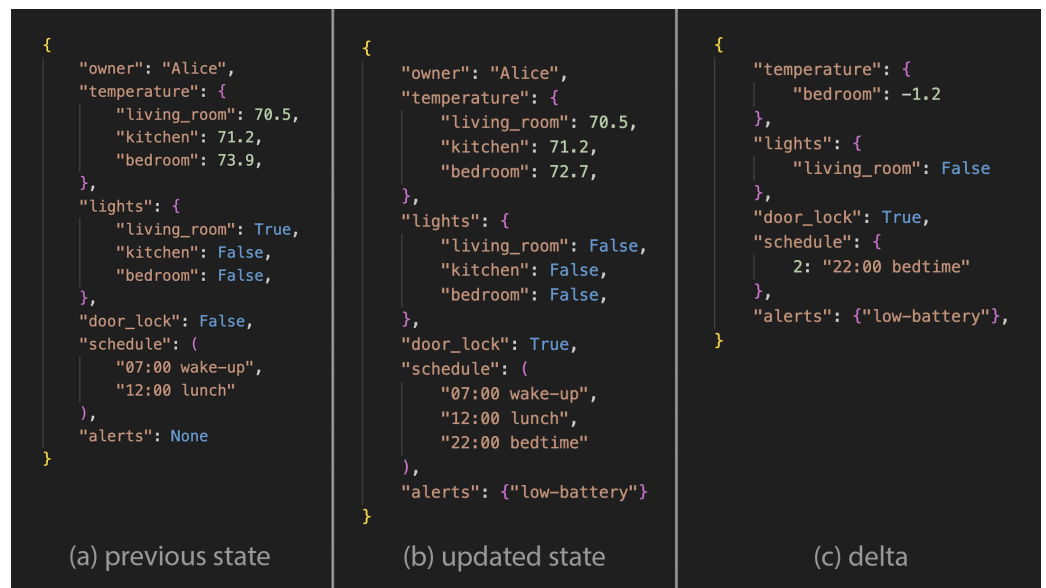 {
"owner": "Alice",
"temperature": {
"living_room": 70.5,
"kitchen": 71.2,
"bedroom": 73.9,
},
"lights": {
"living_room": True,
"kitchen": False,
"bedroom": False,
},
"door_lock": False,
"schedule": (
"07:00 wake-up",
"12:00 lunch"
),
"alerts": None
}
(a) previous state
{
"owner": "Alice",
"temperature": {
"living_room": 70.5,
"kitchen": 71.2,
"bedroom": 72.7,
},
"lights": {
"living_room": False,
"kitchen": False,
"bedroom": False,
},
"door_lock": True,
"schedule": (
"07:00 wake-up",
"12:00 lunch",
"22:00 bedtime"
),
"alerts": {"low-battery"}
}
(b) updated state
{
"temperature": {
"bedroom": -1.2
},
"lights": {
"living_room": False
},
"door_lock": True,
"schedule": {
2: "22:00 bedtime"
},
"alerts": {"low-battery"},
}
(c) delta